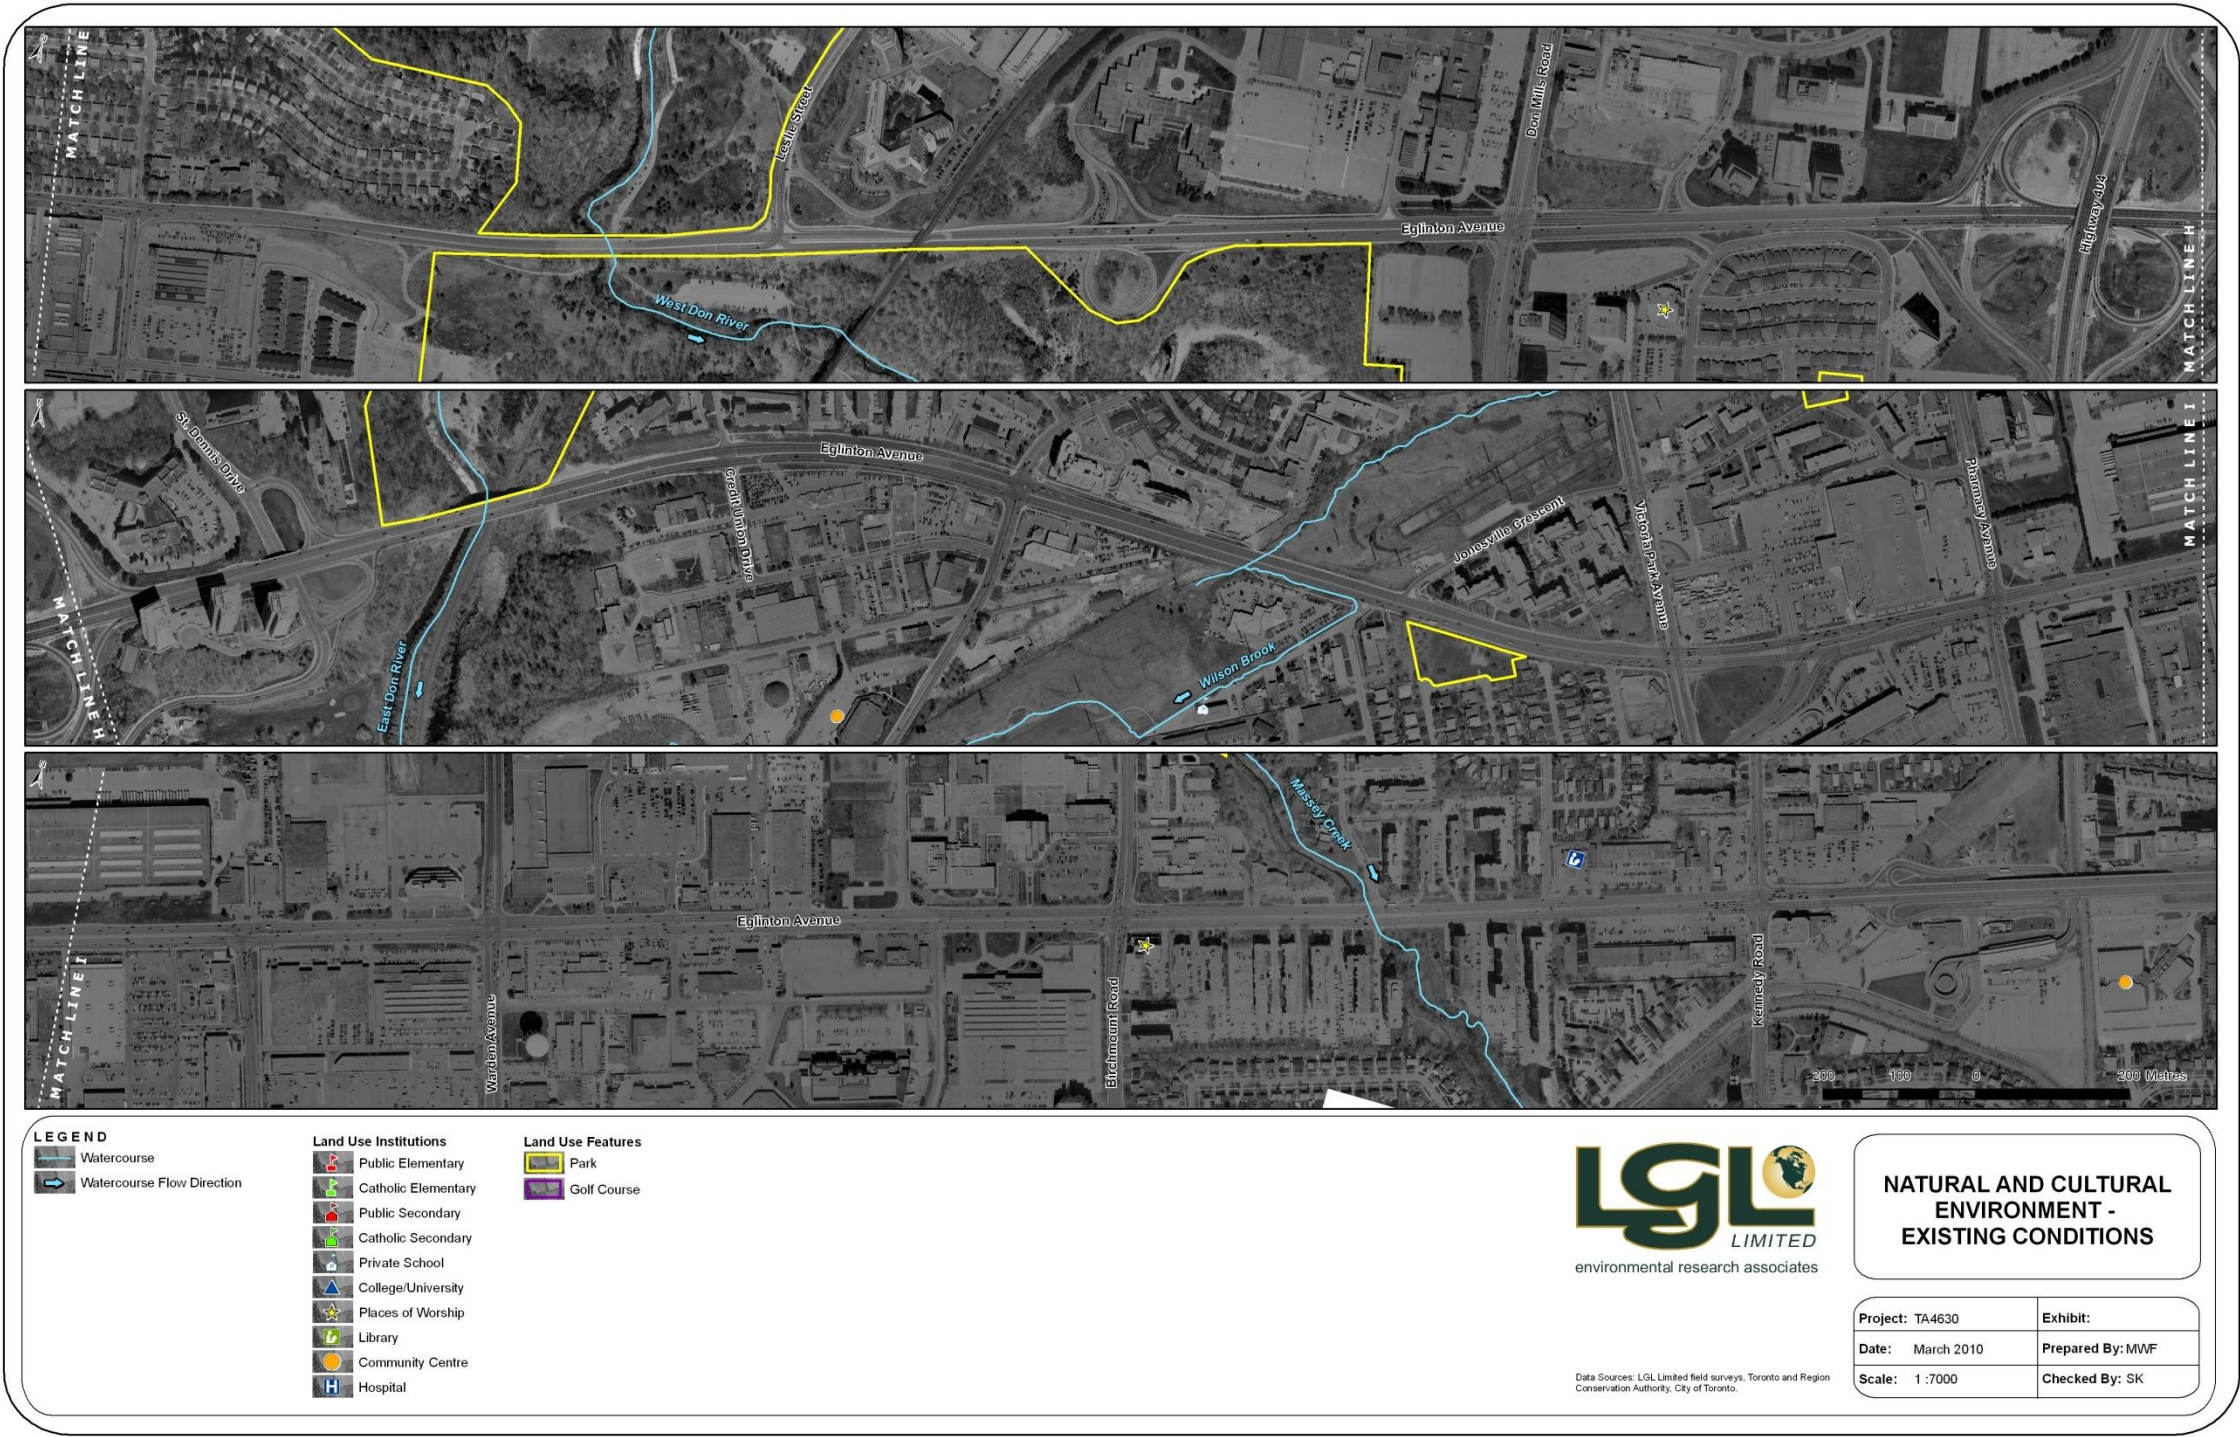 MATCH LINE
Leslie Street
Don Mills Road
Highway 404
Eglinton Avenue
West Don River
MATCH LINE H
St. Dennis Drive
Eglinton Avenue
Credit Union Drive
Jonesville Crescent
Victoria Park Avenue
Pharmacy Avenue
MATCH LINE I
MATCH LINE H
East Don River
Wilson Brook
Massey Creek
Eglinton Avenue
MATCH LINE I
Warden Avenue
Birchmount Road
Kennedy Road
200 100 0 200 Metres
LEGEND
Watercourse
Watercourse Flow Direction
Land Use Institutions
Public Elementary
Catholic Elementary
Public Secondary
Catholic Secondary
Private School
College/University
Places of Worship
Library
Community Centre
H Hospital
Land Use Features
Park
Golf Course
LGL
LIMITED
environmental research associates
Data Sources: LGL Limited field surveys, Toronto and Region
Conservation Authority, City of Toronto.
NATURAL AND CULTURAL
ENVIRONMENT -
EXISTING CONDITIONS
Project: TA4630 Exhibit:
Date: March 2010 Prepared By: MWF
Scale: 1 :7000 Checked By: SK